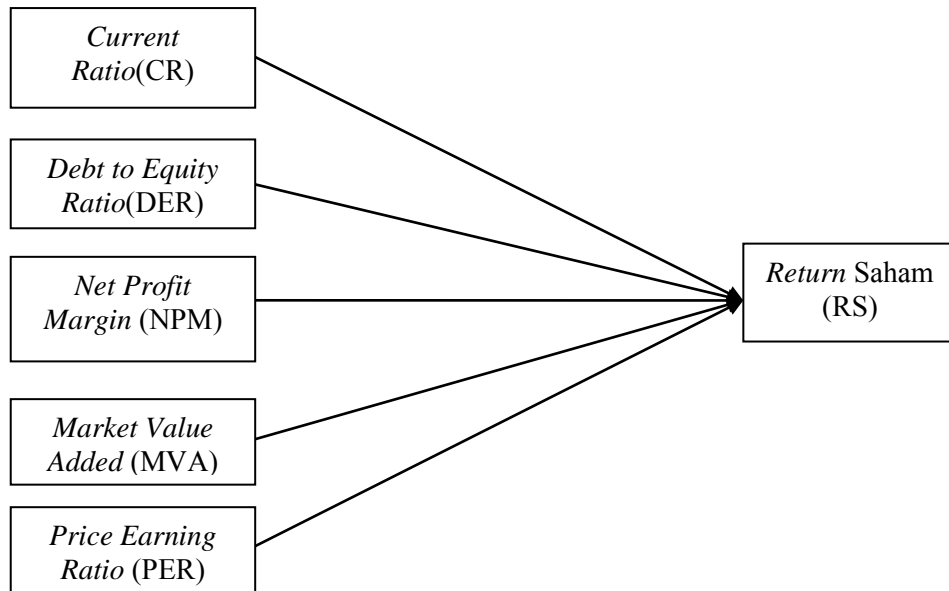 Current
Ratio(CR)
Debt to Equity
Ratio(DER)
Net Profit
Margin (NPM)
Market Value
Added (MVA)
Price Earning
Ratio (PER)
Return Saham
(RS)